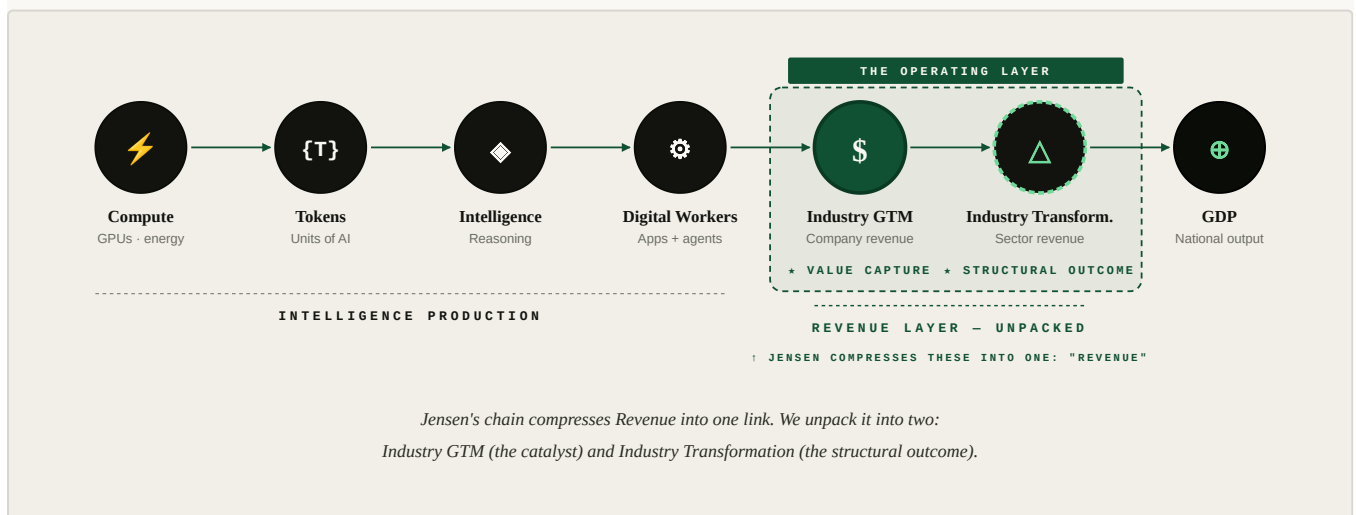 THE OPERATING LAYER
⚡ {T} ◈ ⚙ $ △ ⊕
Compute Tokens Intelligence Digital Workers Industry GTM Industry Transform. GDP
GPUs · energy Units of AI Reasoning Apps + agents Company revenue Sector revenue National output
★ VALUE CAPTURE ★ STRUCTURAL OUTCOME
INTELLIGENCE PRODUCTION
REVENUE LAYER — UNPACKED
↑ JENSEN COMPRESSES THESE INTO ONE: "REVENUE"
Jensen's chain compresses Revenue into one link. We unpack it into two:
Industry GTM (the catalyst) and Industry Transformation (the structural outcome).